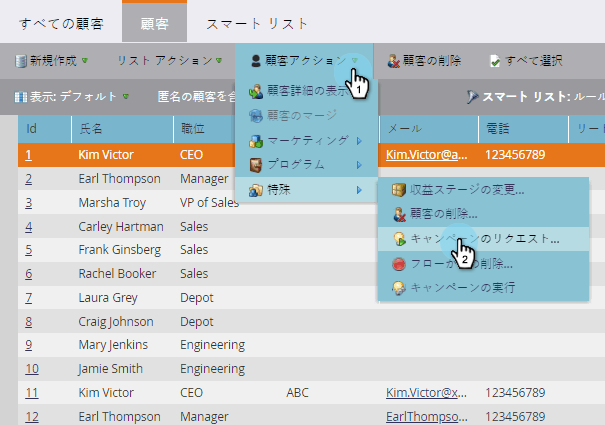 すべての顧客 顧客 スマート リスト
新規作成 リスト アクション 顧客アクション 顧客の削除 すべて選択
表示: デフォルト 匿名の顧客を含 顧客詳細の表示 スマート リスト: ルール
1
顧客のマージ
Id 氏名 職位 メール 電話 リート
マーケティング
1 Kim Victor CEO Kim.Victor@a... 123456789
プログラム
2 Earl Thompson Manager
特殊
収益ステージの変更...
3 Marsha Troy VP of Sales
顧客の削除...
4 Carley Hartman Sales
キャンペーンのリクエスト...
5 Frank Ginsberg Sales
2
フローからの削除...
6 Rachel Booker Sales
キャンペーンの実行
7 Laura Grey Depot
8 Craig Johnson Depot
9 Mary Jenkins Engineering
10 Jamie Smith Engineering
11 Kim Victor CEO ABC Kim.Victor@x... 123456789
12 Earl Thompson Manager EarlThompso... 123456789